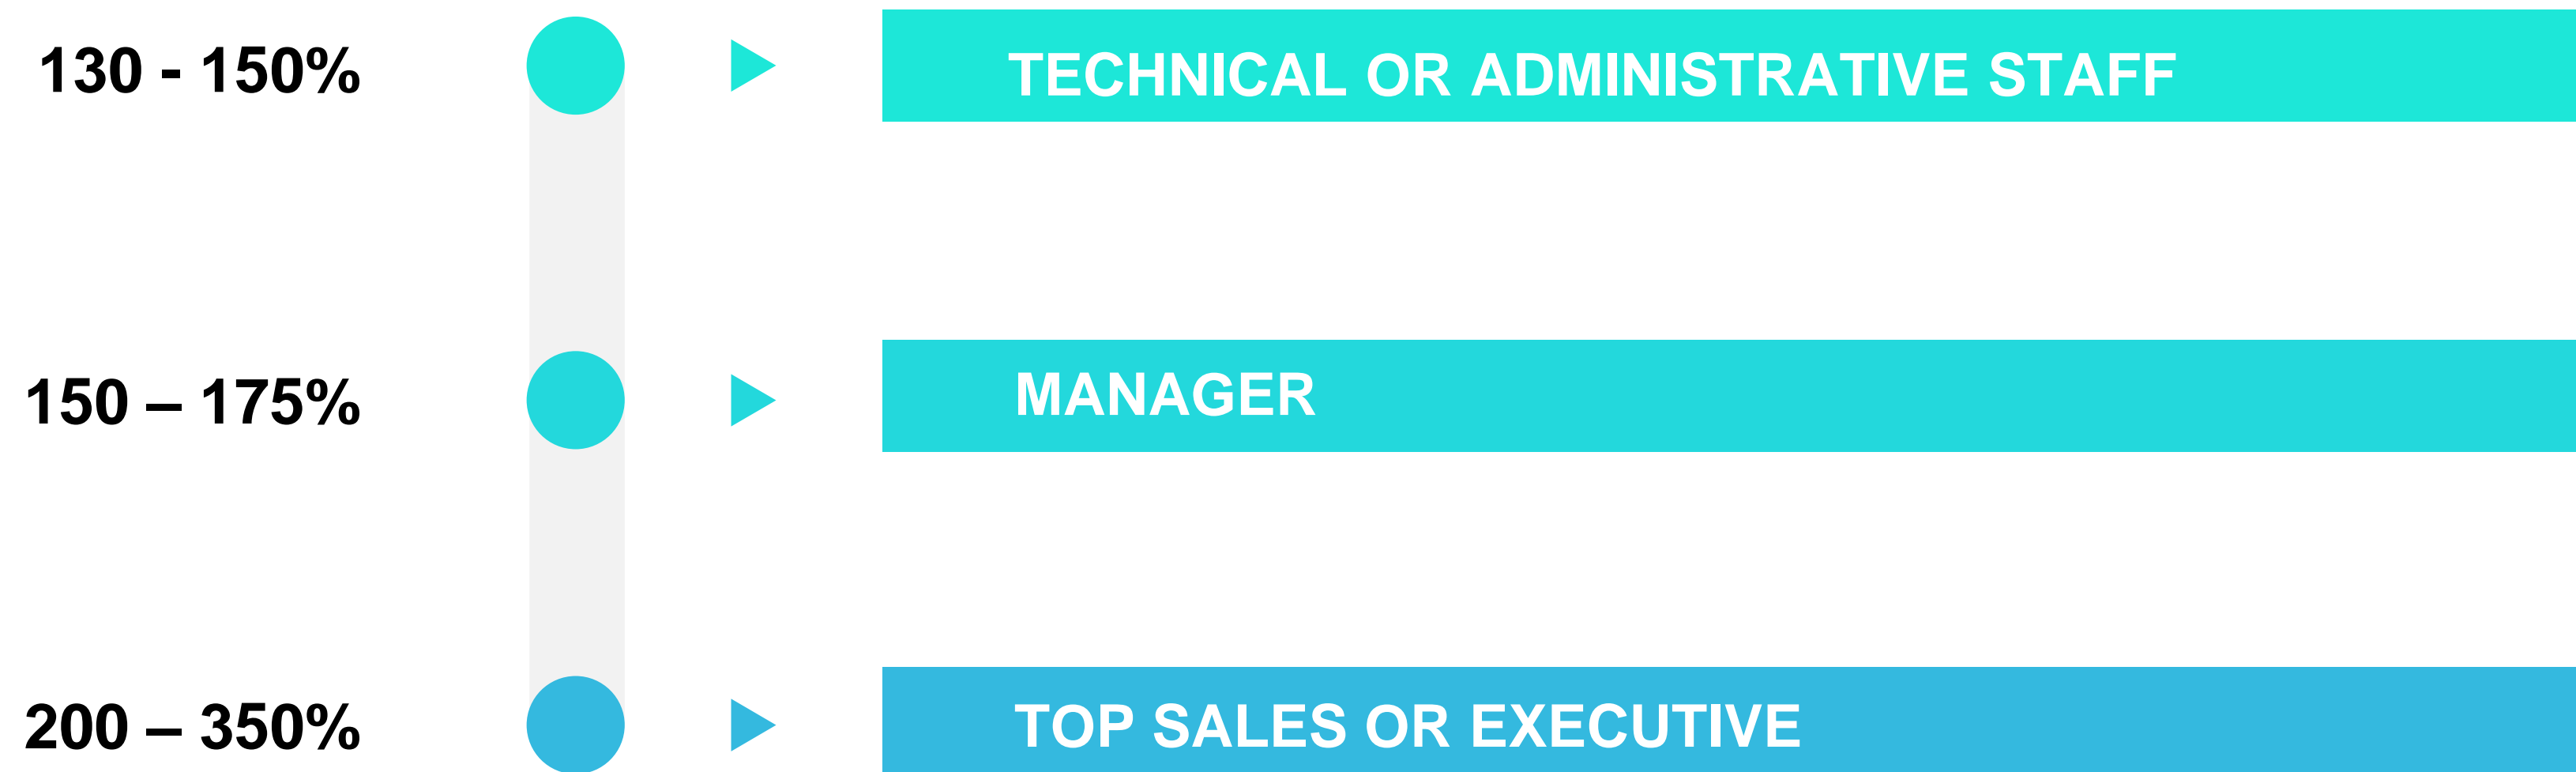 130 - 150%
TECHNICAL OR ADMINISTRATIVE STAFF
150 – 175%
MANAGER
200 – 350%
TOP SALES OR EXECUTIVE